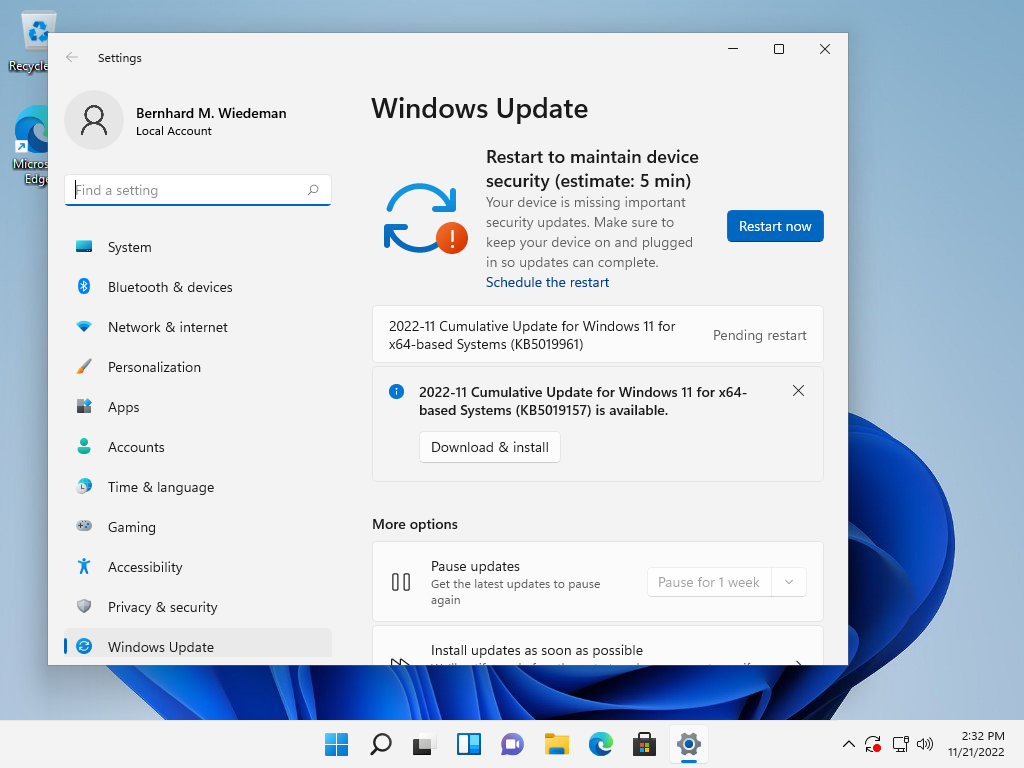 Recycle
Micros
Edge
Settings
Bernhard M. Wiedeman
Local Account
Find a setting
System
Bluetooth & devices
Network & internet
Personalization
Apps
Accounts
Time & language
Gaming
Accessibility
Privacy & security
Windows Update
Windows Update
Restart to maintain device
security (estimate: 5 min)
Your device is missing important
security updates. Make sure to
keep your device on and plugged
in so updates can complete.
Schedule the restart
Restart now
2022-11 Cumulative Update for Windows 11 for
x64-based Systems (KB5019961)
Pending restart
2022-11 Cumulative Update for Windows 11 for x64-
based Systems (KB5019157) is available.
Download & install
More options
Pause updates
Get the latest updates to pause
again
Pause for 1 week
Install updates as soon as possible
2:32 PM
11/21/2022